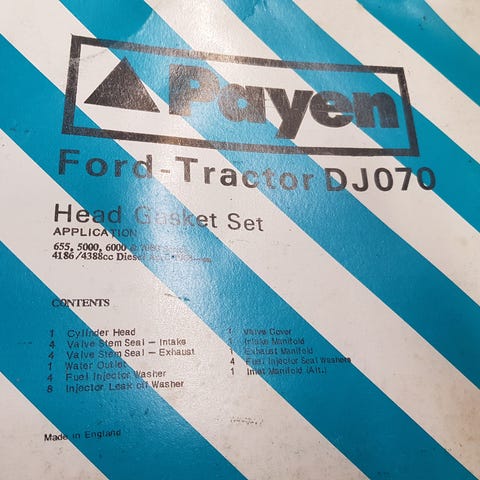 Payen
Ford-Tractor DJ070
Head Gasket Set
APPLICATION
655, 5000, 6000
4186/4388cc Diesel
CONTENTS
1 Cylinder Head
4 Valve Stem Seal — Intake
4 Valve Stem Seal — Exhaust
1 Water Outlet
4 Fuel Injector Washer
8 Injector Leak off Washer
1 Valve Cover
1 Intake Manifold
1 Exhaust Manifold
4 Fuel Injector Seal Washers
1 Inlet Manifold (Alt.)
Made in England